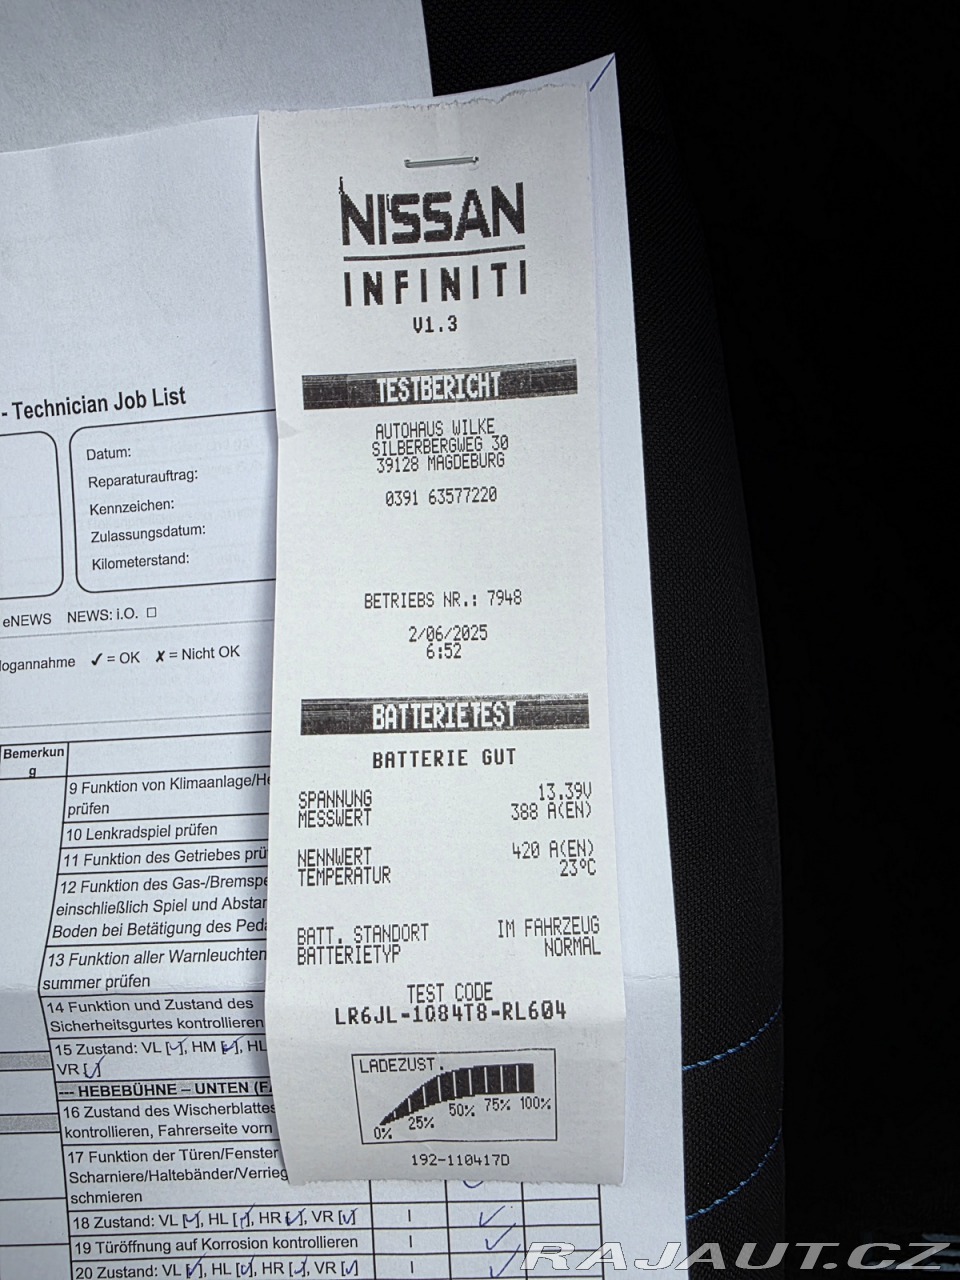 - Technician Job List
Datum:
Reparaturauftrag:
Kennzeichen:
Zulassungsdatum:
Kilometerstand:
eNEWS NEWS: i.O. ☐
logannahme ✓ = OK ✗ = Nicht OK
Bemerkun
g
9 Funktion von Klimaanlage/He
prüfen
10 Lenkradspiel prüfen
11 Funktion des Getriebes prü
12 Funktion des Gas-/Bremspe
einschließlich Spiel und Abstan
Boden bei Betätigung des Peda
13 Funktion aller Warnleuchten
summer prüfen
14 Funktion und Zustand des
Sicherheitsgurtes kontrollieren
15 Zustand: VL [✓], HM [✓], HL
VR [✓]
--- HEBEBÜHNE – UNTEN (FA
16 Zustand des Wischerblattes
kontrollieren, Fahrerseite vorn
17 Funktion der Türen/Fenster
Scharniere/Haltebänder/Verrieg
schmieren
18 Zustand: VL [✓], HL [✓], HR [✓], VR [✓] I ✓
19 Türöffnung auf Korrosion kontrollieren I ✓
20 Zustand: VL [✓], HL [✓], HR [✓], VR [✓] I ✓
NISSAN
INFINITI
V1.3
TESTBERICHT
AUTOHAUS WILKE
SILBERBERGWEG 30
39128 MAGDEBURG
0391 63577220
BETRIEBS NR.: 7948
2/06/2025
6:52
BATTERIETEST
BATTERIE GUT
SPANNUNG 13.39V
MESSWERT 388 A(EN)
NENNWERT 420 A(EN)
TEMPERATUR 23°C
BATT. STANDORT IM FAHRZEUG
BATTERIETYP NORMAL
TEST CODE
LR6JL-1Q84T8-RL604
LADEZUST.
0% 25% 50% 75% 100%
192-110417D
RAJAUT.CZ